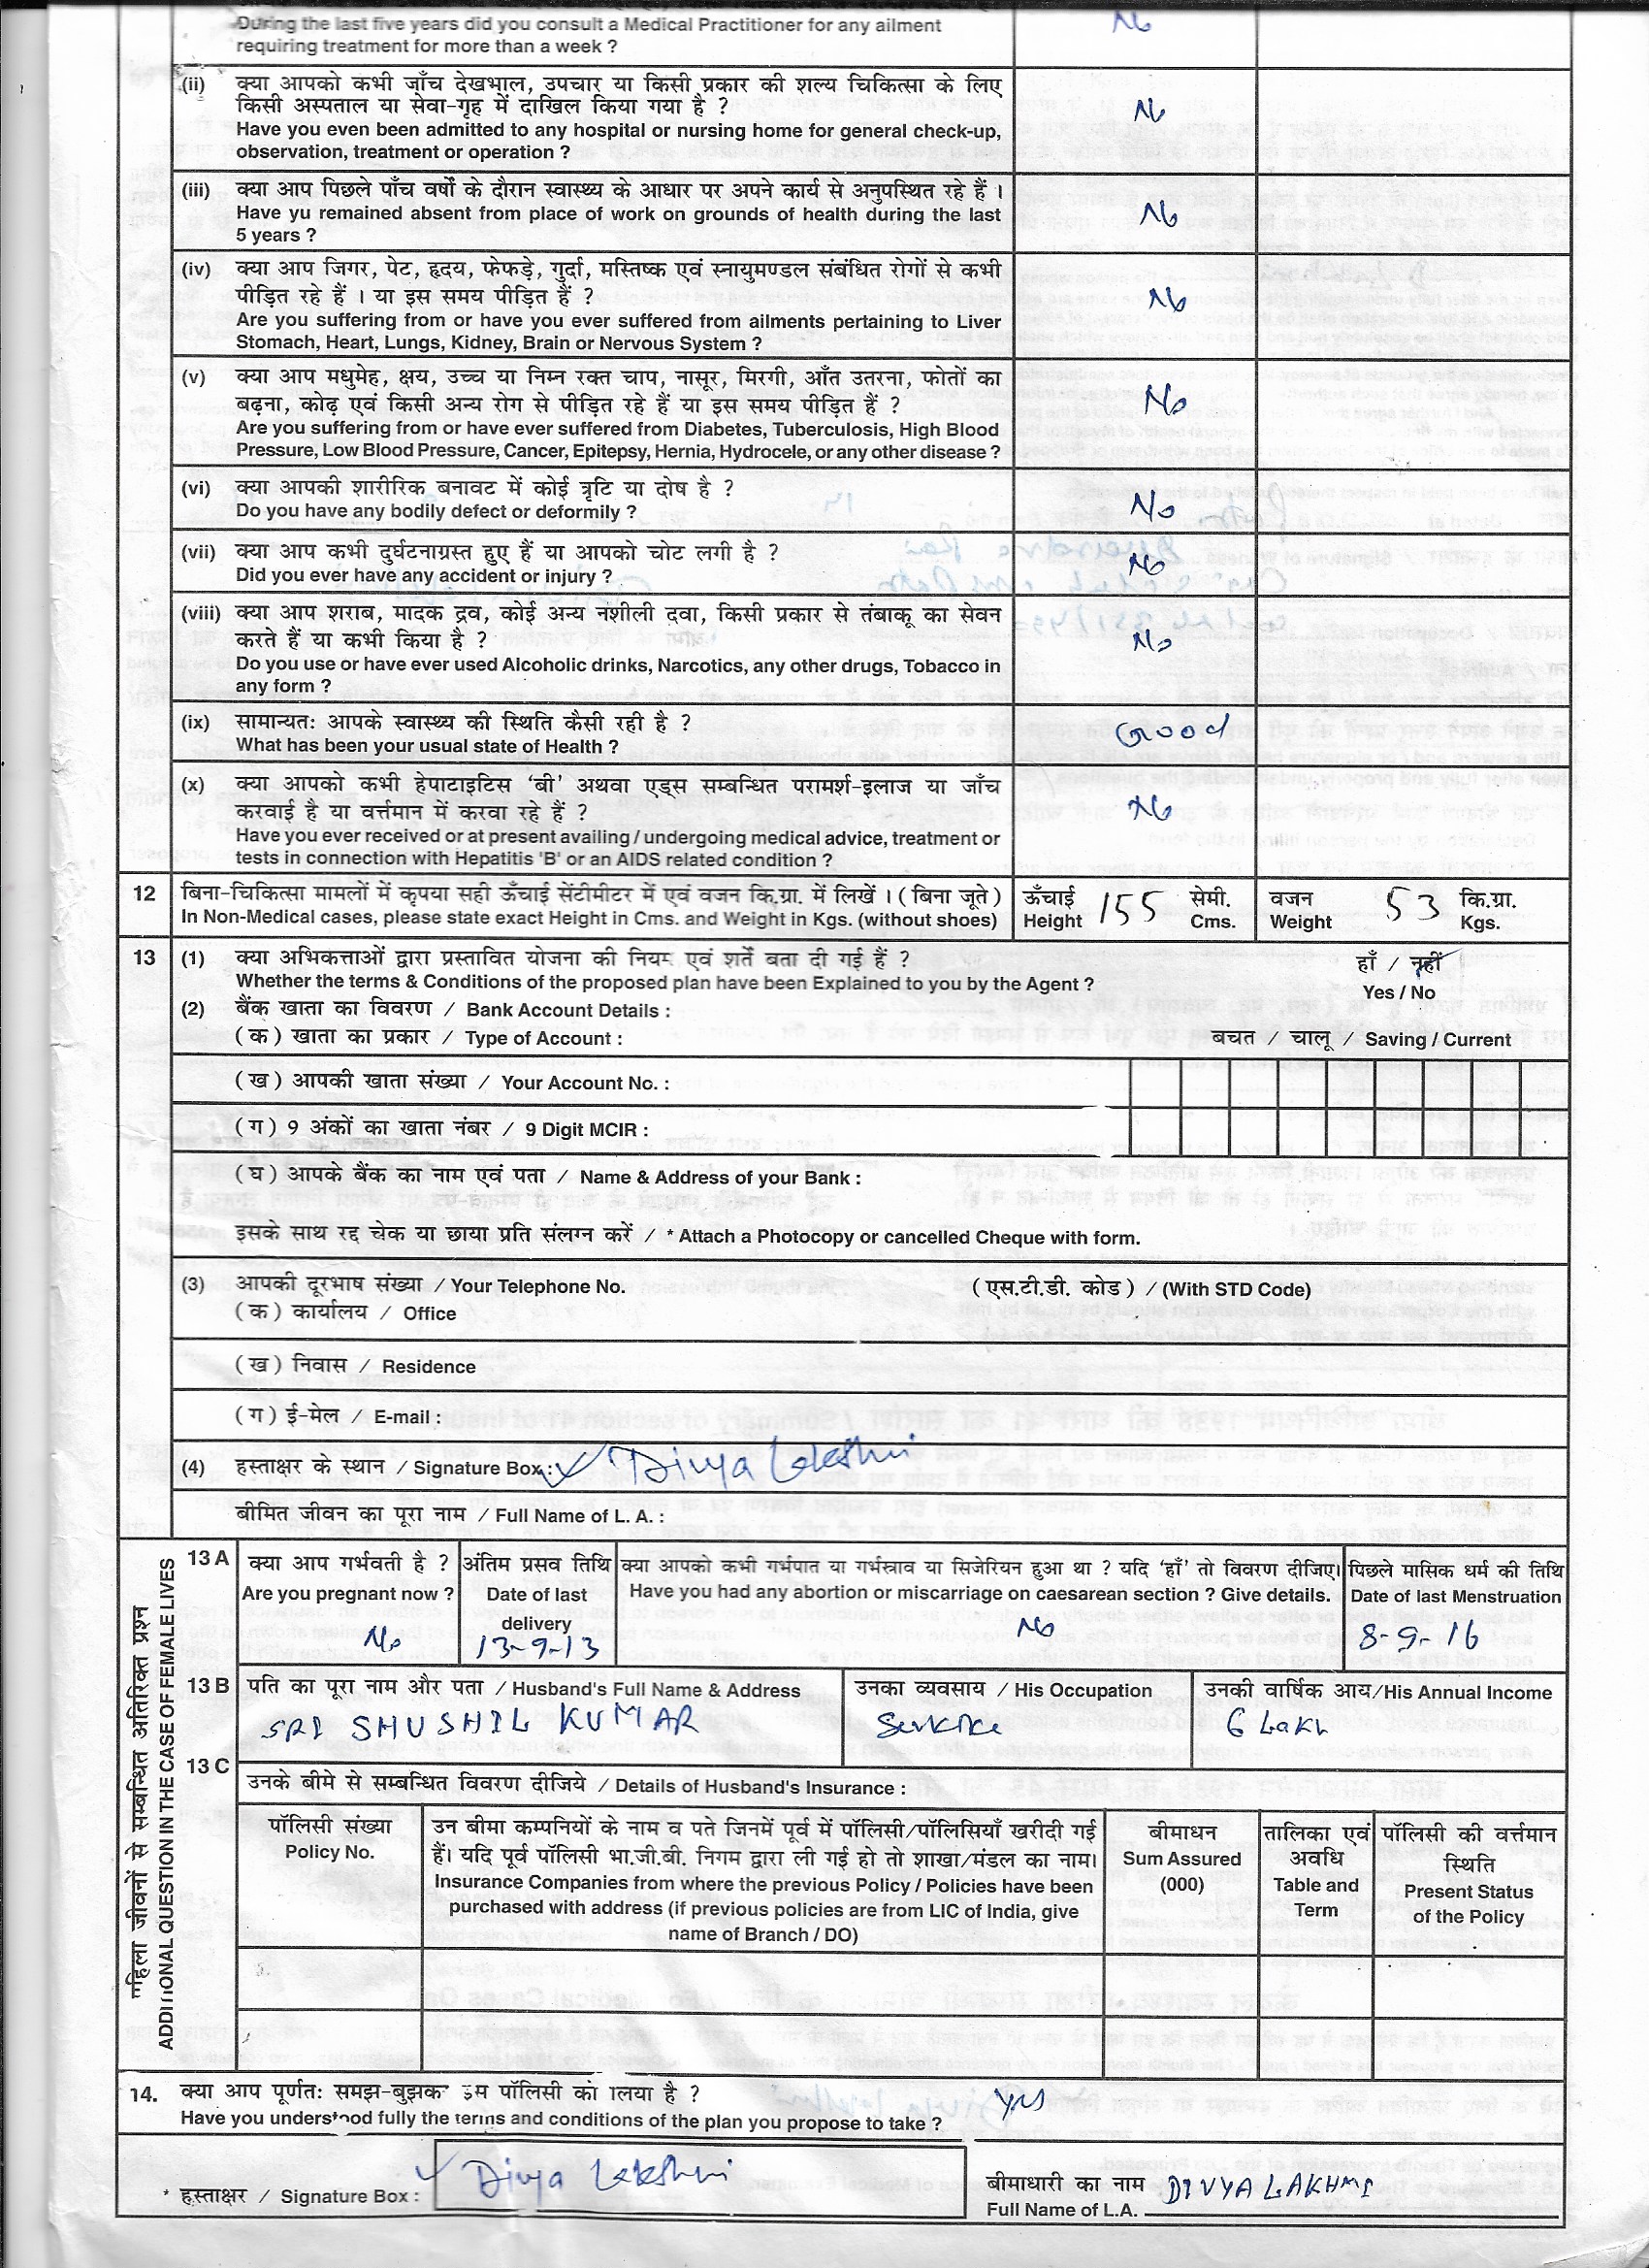 During the last five years did you consult a Medical Practitioner for any ailment
No
requiring treatment for more than a week ?
(ii) क्या आपको कभी जाँच देखभाल, उपचार या किसी प्रकार की शल्य चिकित्सा के लिए
किसी अस्पताल या सेवा-गृह में दाखिल किया गया है ?
No
Have you even been admitted to any hospital or nursing home for general check-up,
observation, treatment or operation ?
(iii) क्या आप पिछले पाँच वर्षों के दौरान स्वास्थ्य के आधार पर अपने कार्य से अनुपस्थित रहे हैं ।
Have yu remained absent from place of work on grounds of health during the last
No
5 years ?
(iv) क्या आप जिगर, पेट, हृदय, फेफड़े, गुर्दा, मस्तिष्क एवं स्नायुमण्डल संबंधित रोगों से कभी
पीड़ित रहे हैं । या इस समय पीड़ित हैं ?
No
Are you suffering from or have you ever suffered from ailments pertaining to Liver
Stomach, Heart, Lungs, Kidney, Brain or Nervous System ?
(v) क्या आप मधुमेह, क्षय, उच्च या निम्न रक्त चाप, नासूर, मिरगी, आँत उतरना, फोतों का
बढ़ना, कोढ़ एवं किसी अन्य रोग से पीड़ित रहे हैं या इस समय पीड़ित हैं ?
No
Are you suffering from or have ever suffered from Diabetes, Tuberculosis, High Blood
Pressure, Low Blood Pressure, Cancer, Epitepsy, Hernia, Hydrocele, or any other disease ?
(vi) क्या आपकी शारीरिक बनावट में कोई त्रृटि या दोष है ?
Do you have any bodily defect or deformily ?
No
(vii) क्या आप कभी दुर्घटनाग्रस्त हुए हैं या आपको चोट लगी है ?
Did you ever have any accident or injury ?
No
(viii) क्या आप शराब, मादक द्रव, कोई अन्य नशीली दवा, किसी प्रकार से तंबाकू का सेवन
करते हैं या कभी किया है ?
No
Do you use or have ever used Alcoholic drinks, Narcotics, any other drugs, Tobacco in
any form ?
(ix) सामान्यतः आपके स्वास्थ्य की स्थिति कैसी रही है ?
What has been your usual state of Health ?
Good
(x) क्या आपको कभी हेपाटाइटिस 'बी' अथवा एड्स सम्बन्धित परामर्श-इलाज या जाँच
करवाई है या वर्त्तमान में करवा रहे हैं ?
No
Have you ever received or at present availing / undergoing medical advice, treatment or
tests in connection with Hepatitis 'B' or an AIDS related condition ?
12 बिना-चिकित्सा मामलों में कृपया सही ऊँचाई सेंटीमीटर में एवं वजन कि.ग्रा. में लिखें । ( बिना जूते )
In Non-Medical cases, please state exact Height in Cms. and Weight in Kgs. (without shoes)
ऊँचाई 155 सेमी.
Height Cms.
वजन 53 कि.ग्रा.
Weight Kgs.
13 (1) क्या अभिकर्त्ताओं द्वारा प्रस्तावित योजना की नियम एवं शर्तें बता दी गई हैं ? हाँ / नहीं
Whether the terms & Conditions of the proposed plan have been Explained to you by the Agent ? Yes / No
(2) बैंक खाता का विवरण / Bank Account Details :
( क ) खाता का प्रकार / Type of Account : बचत / चालू / Saving / Current
( ख ) आपकी खाता संख्या / Your Account No. :
( ग ) 9 अंकों का खाता नंबर / 9 Digit MCIR :
( घ ) आपके बैंक का नाम एवं पता / Name & Address of your Bank :
इसके साथ रद्द चेक या छाया प्रति संलग्न करें / * Attach a Photocopy or cancelled Cheque with form.
(3) आपकी दूरभाष संख्या / Your Telephone No. ( एस.टी.डी. कोड ) / (With STD Code)
( क ) कार्यालय / Office
( ख ) निवास / Residence
( ग ) ई-मेल / E-mail :
(4) हस्ताक्षर के स्थान / Signature Box : Divya Lakshmi
बीमित जीवन का पूरा नाम / Full Name of L. A. :
महिला जीवनों से सम्बन्धित अतिरिक्त प्रश्न
ADDITIONAL QUESTION IN THE CASE OF FEMALE LIVES
13 A क्या आप गर्भवती है ?
Are you pregnant now ?
No
अंतिम प्रसव तिथि
Date of last
delivery
13-9-13
क्या आपको कभी गर्भपात या गर्भस्त्राव या सिजेरियन हुआ था ? यदि 'हाँ' तो विवरण दीजिए।
Have you had any abortion or miscarriage on caesarean section ? Give details.
No
पिछले मासिक धर्म की तिथि
Date of last Menstruation
8-9-16
13 B पति का पूरा नाम और पता / Husband's Full Name & Address
SRI SHUSHIL KUMAR
उनका व्यवसाय / His Occupation
उनकी वार्षिक आय/His Annual Income
6 Lakh
13 C
उनके बीमे से सम्बन्धित विवरण दीजिये / Details of Husband's Insurance :
पॉलिसी संख्या
Policy No.
उन बीमा कम्पनियों के नाम व पते जिनमें पूर्व में पॉलिसी/पॉलिसियाँ खरीदी गई
हैं। यदि पूर्व पॉलिसी भा.जी.बी. निगम द्वारा ली गई हो तो शाखा/मंडल का नाम।
Insurance Companies from where the previous Policy / Policies have been
purchased with address (if previous policies are from LIC of India, give
name of Branch / DO)
बीमाधन
Sum Assured
(000)
तालिका एवं
अवधि
Table and
Term
पॉलिसी की वर्त्तमान
स्थिति
Present Status
of the Policy
14. क्या आप पूर्णतः समझ-बुझकर इस पॉलिसी को लिया है ?
Yes
Have you understood fully the terms and conditions of the plan you propose to take ?
* हस्ताक्षर / Signature Box : Divya Lakshmi
बीमाधारी का नाम DIVYA LAKHMI
Full Name of L.A.